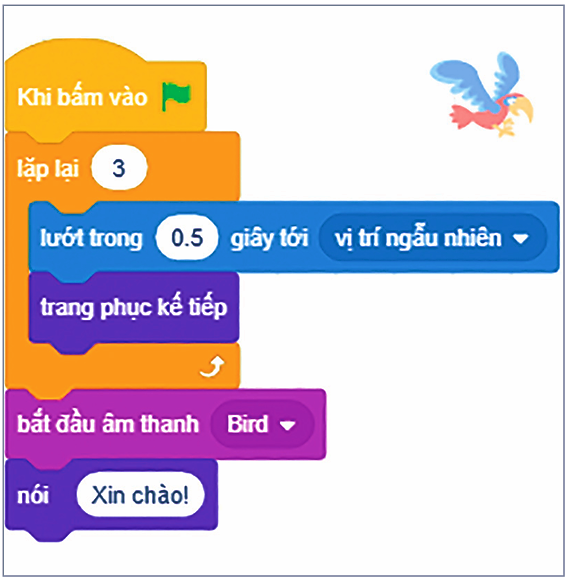 Khi bấm vào
lặp lại 3
lướt trong 0.5 giây tới vị trí ngẫu nhiên
trang phục kế tiếp
bắt đầu âm thanh Bird
nói Xin chào!